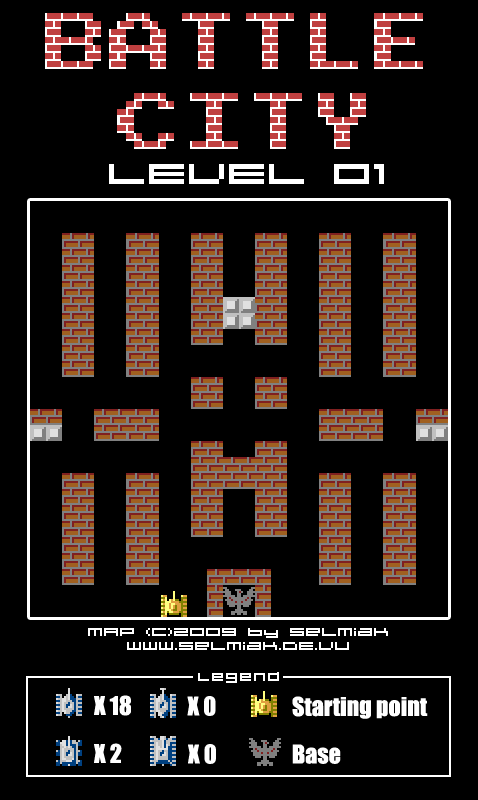 BATTLE
CITY
LEVEL 01
MAP (C)2009 by SELMIAK
WWW.SELMIAK.DE.VU
Legend
X 18 X 0 Starting point
X 2 X 0 Base